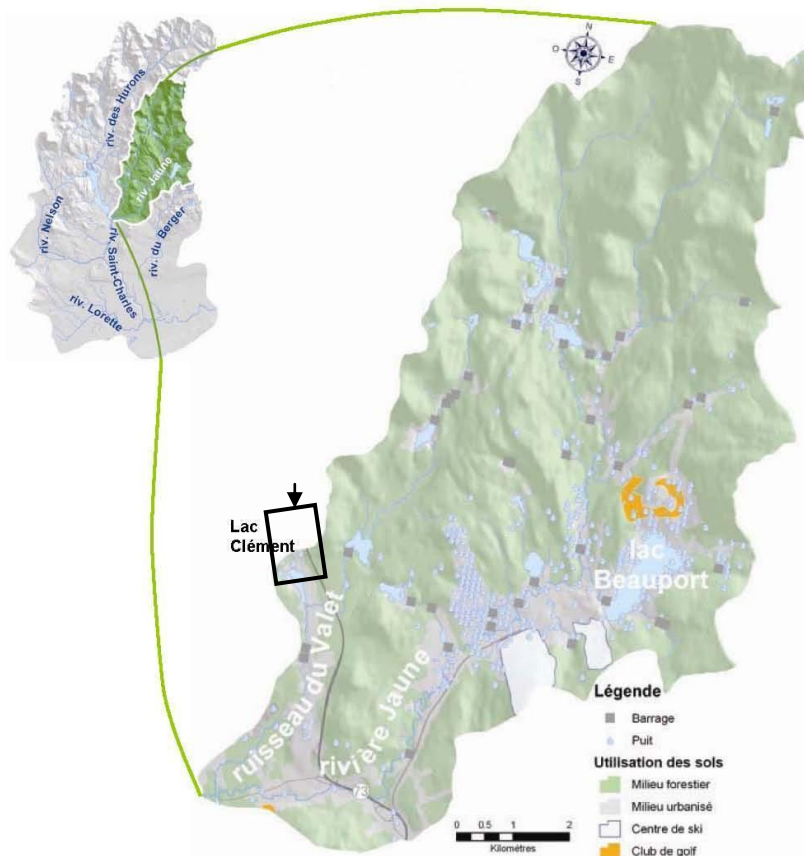 N
O
E
S
riv. des Hurons
riv. Jaune
riv. Nelson
riv. Saint-Charles
riv. du Berger
riv. Lorette
Lac
Clément
lac
Beauport
ruisseau du Valet
rivière Jaune
73
Légende
Barrage
Puit
Utilisation des sols
Milieu forestier
Milieu urbanisé
Centre de ski
Club de golf
0 0.5 1 2
Kilométres